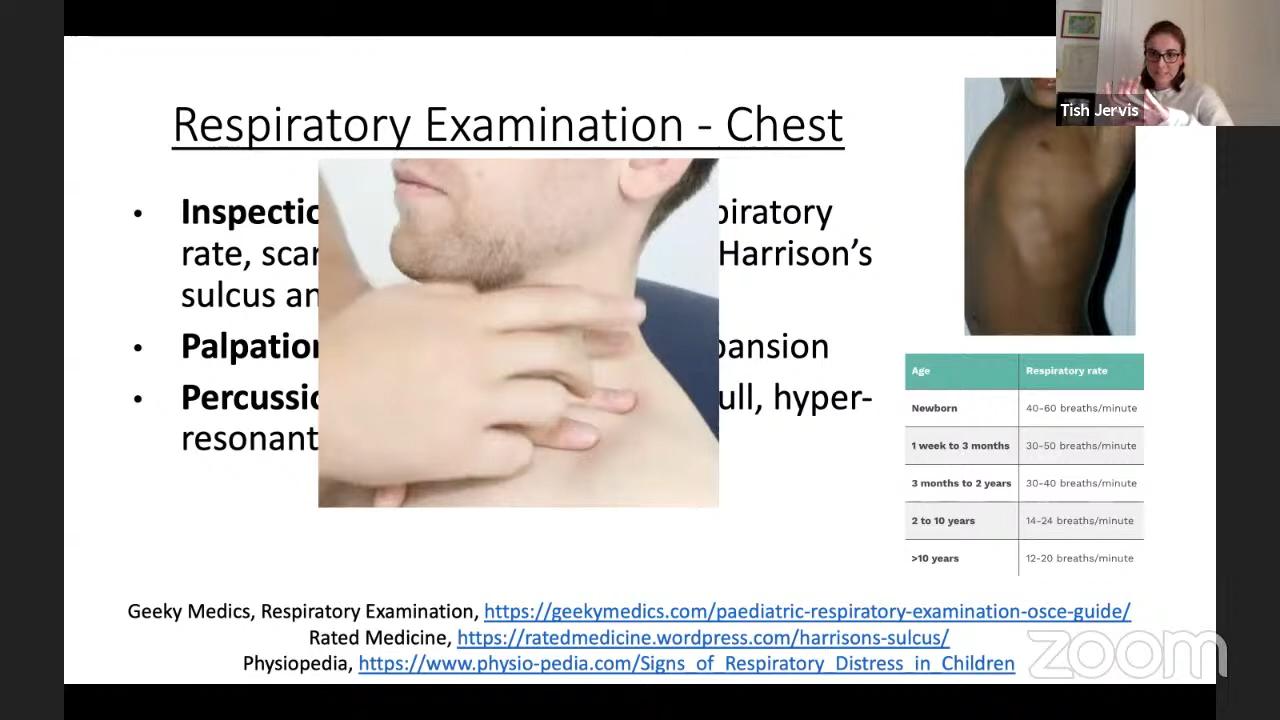 Tish Jervis
Respiratory Examination - Chest
• Inspectio piratory
rate, scar Harrison’s
sulcus an
• Palpation pansion
• Percussio ull, hyper-
resonant
Age Respiratory rate
Newborn 40-60 breaths/minute
1 week to 3 months 30-50 breaths/minute
3 months to 2 years 30-40 breaths/minute
2 to 10 years 14-24 breaths/minute
>10 years 12-20 breaths/minute
Geeky Medics, Respiratory Examination, https://geekymedics.com/paediatric-respiratory-examination-osce-guide/
Rated Medicine, https://ratedmedicine.wordpress.com/harrisons-sulcus/
Physiopedia, https://www.physio-pedia.com/Signs_of_Respiratory_Distress_in_Children
zoom